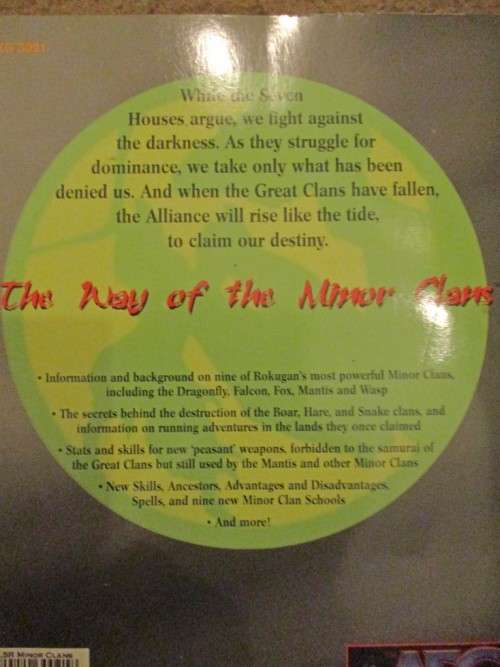 3021
While the Seven
Houses argue, we fight against
the darkness. As they struggle for
dominance, we take only what has been
denied us. And when the Great Clans have fallen,
the Alliance will rise like the tide,
to claim our destiny.
The Way of the Minor Clans
• Information and background on nine of Rokugan's most powerful Minor Clans,
including the Dragonfly, Falcon, Fox, Mantis and Wasp
• The secrets behind the destruction of the Boar, Hare, and Snake clans, and
information on running adventures in the lands they once claimed
• Stats and skills for new 'peasant' weapons, forbidden to the samurai of
the Great Clans but still used by the Mantis and other Minor Clans
• New Skills, Ancestors, Advantages and Disadvantages,
Spells, and nine new Minor Clan Schools
• And more!
5R MINOR CLANS
AEG